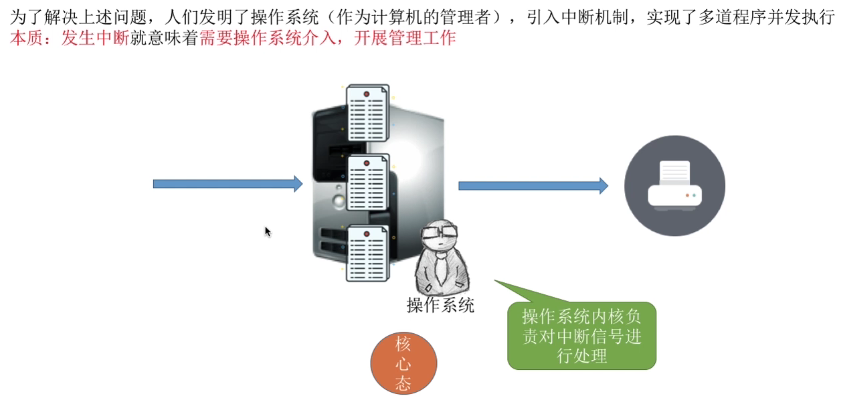 为了解决上述问题，人们发明了操作系统（作为计算机的管理者），引入中断机制，实现了多道程序并发执行
本质：发生中断就意味着需要操作系统介入，开展管理工作
操作系统
操作系统内核负
责对中断信号进
行处理
核
心
态